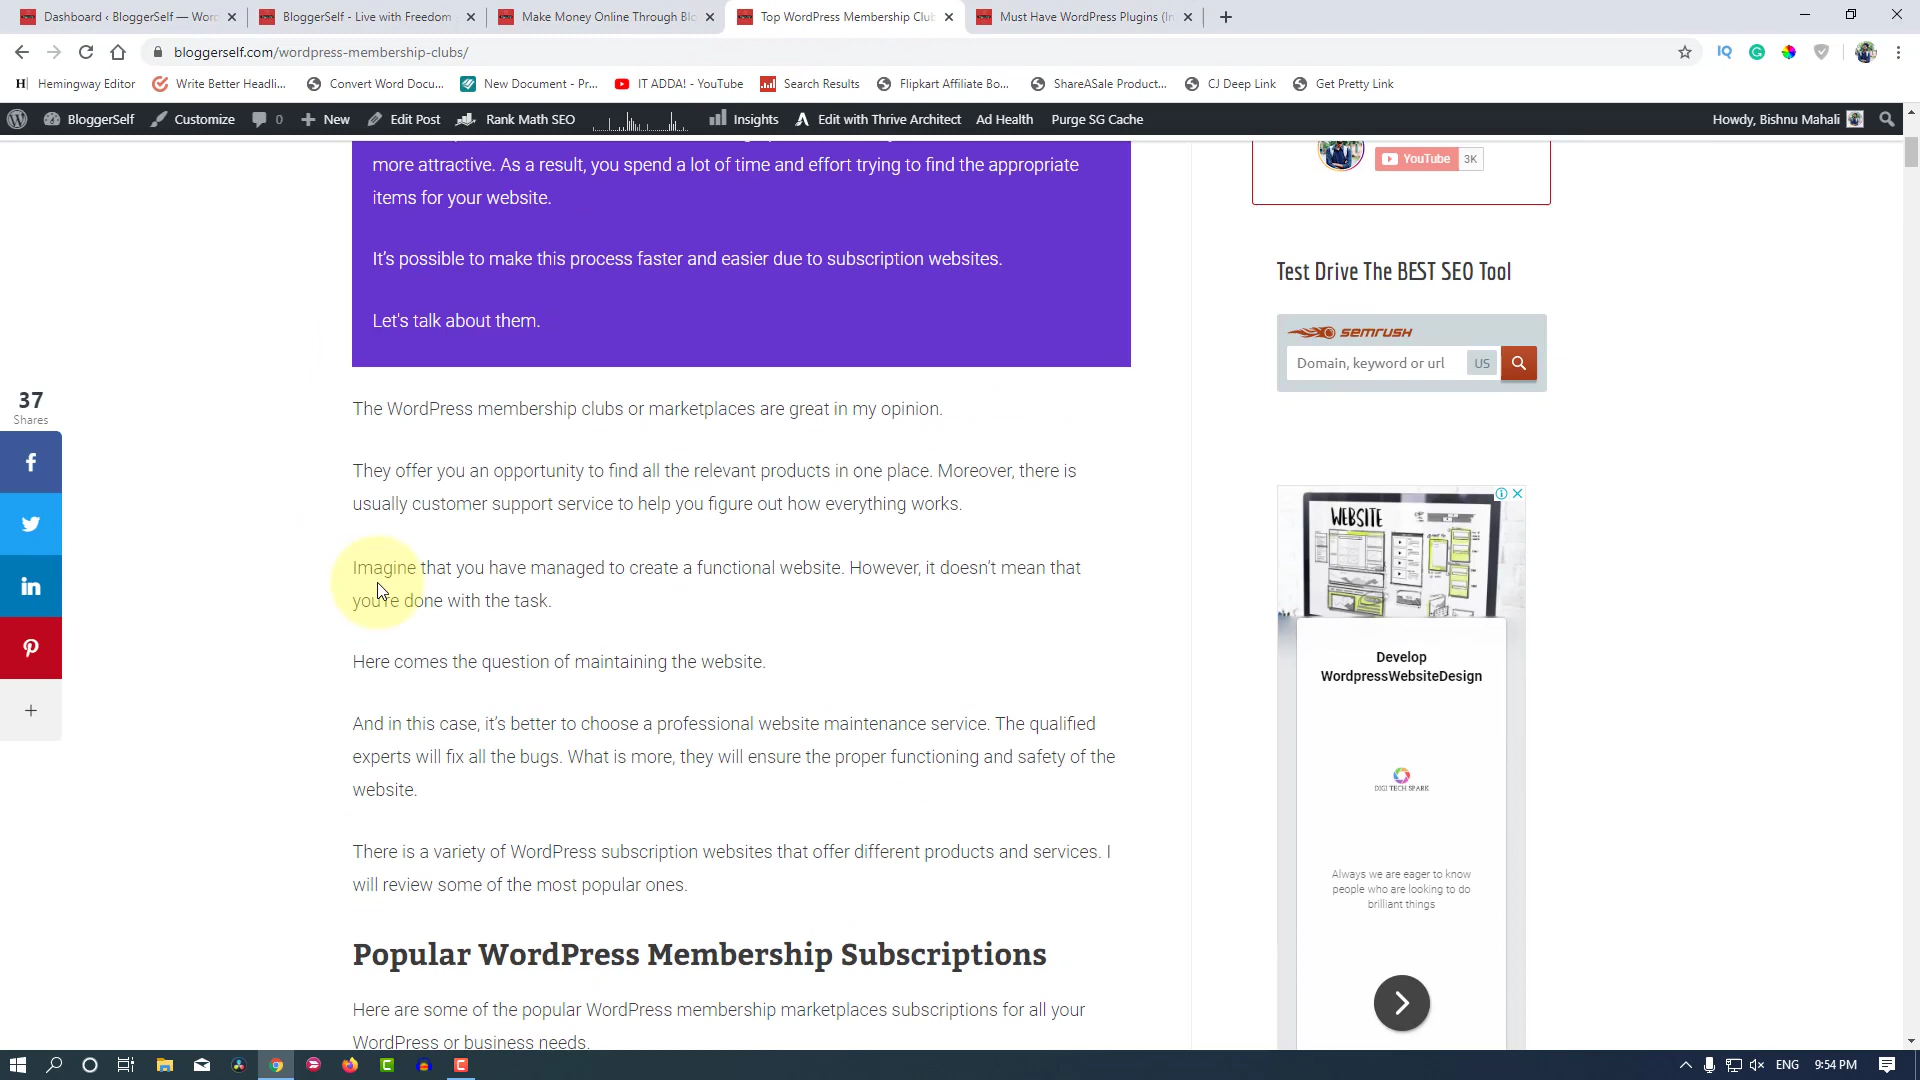 Dashboard ‹ BloggerSelf — Wor
BloggerSelf - Live with Freedom
Make Money Online Through Blo
Top WordPress Membership Club
Must Have WordPress Plugins (In
bloggerself.com/wordpress-membership-clubs/
Hemingway Editor
Write Better Headli...
Convert Word Docu...
New Document - Pr...
IT ADDA! - YouTube
Search Results
Flipkart Affiliate Bo...
ShareASale Product...
CJ Deep Link
Get Pretty Link
BloggerSelf
Customize
0
New
Edit Post
Rank Math SEO
Insights
Edit with Thrive Architect
Ad Health
Purge SG Cache
Howdy, Bishnu Mahali
more attractive. As a result, you spend a lot of time and effort trying to find the appropriate
items for your website.
It’s possible to make this process faster and easier due to subscription websites.
Let's talk about them.
37
Shares
The WordPress membership clubs or marketplaces are great in my opinion.
They offer you an opportunity to find all the relevant products in one place. Moreover, there is
usually customer support service to help you figure out how everything works.
Imagine that you have managed to create a functional website. However, it doesn’t mean that
you’re done with the task.
Here comes the question of maintaining the website.
And in this case, it’s better to choose a professional website maintenance service. The qualified
experts will fix all the bugs. What is more, they will ensure the proper functioning and safety of the
website.
There is a variety of WordPress subscription websites that offer different products and services. I
will review some of the most popular ones.
Popular WordPress Membership Subscriptions
Here are some of the popular WordPress membership marketplaces subscriptions for all your
WordPress or business needs.
YouTube 3K
Test Drive The BEST SEO Tool
semrush
Domain, keyword or url US
WEBSITE
Develop
WordpressWebsiteDesign
DIGI TECH SPARK
Always we are eager to know
people who are looking to do
brilliant things
ENG
9:54 PM